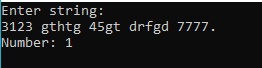 Enter string:
3123 gthtg 45gt drfgd 7777.
Number: 1